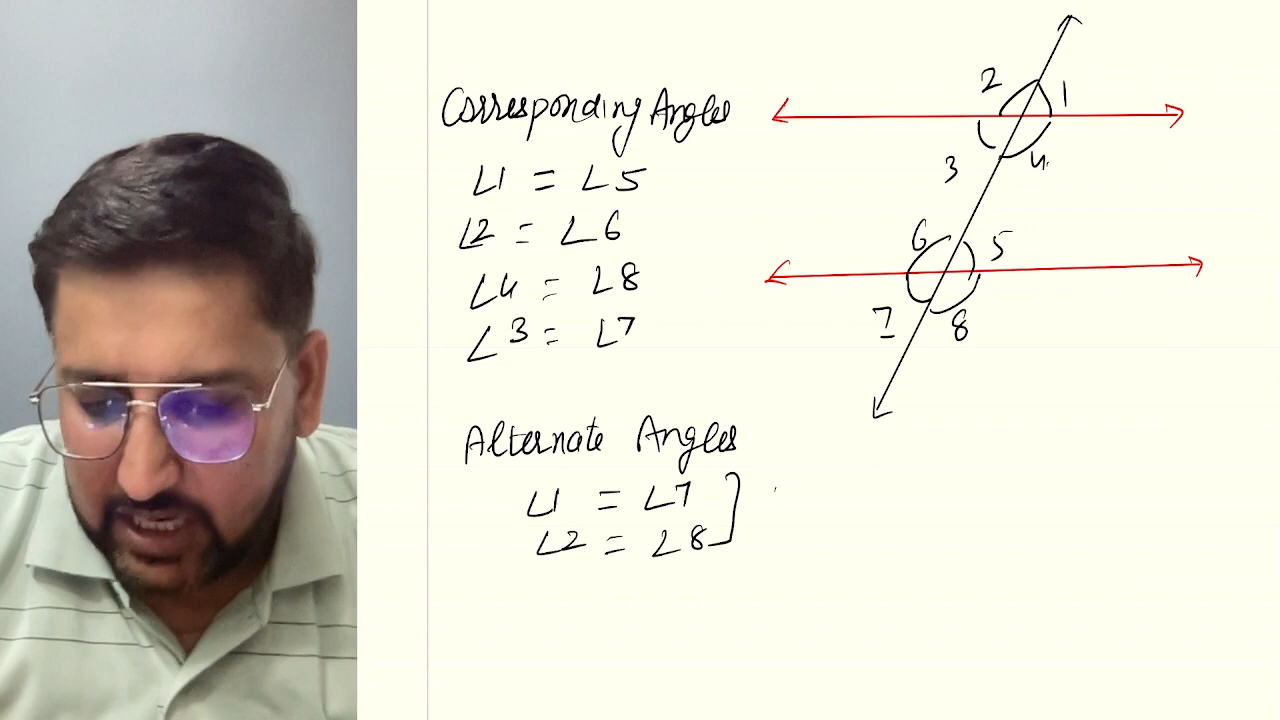 Corresponding Angles
∠1 = ∠5
∠2 = ∠6
∠4 = ∠8
∠3 = ∠7
Alternate Angles
∠1 = ∠7
∠2 = ∠8
2 1
3 4
6 5
7 8